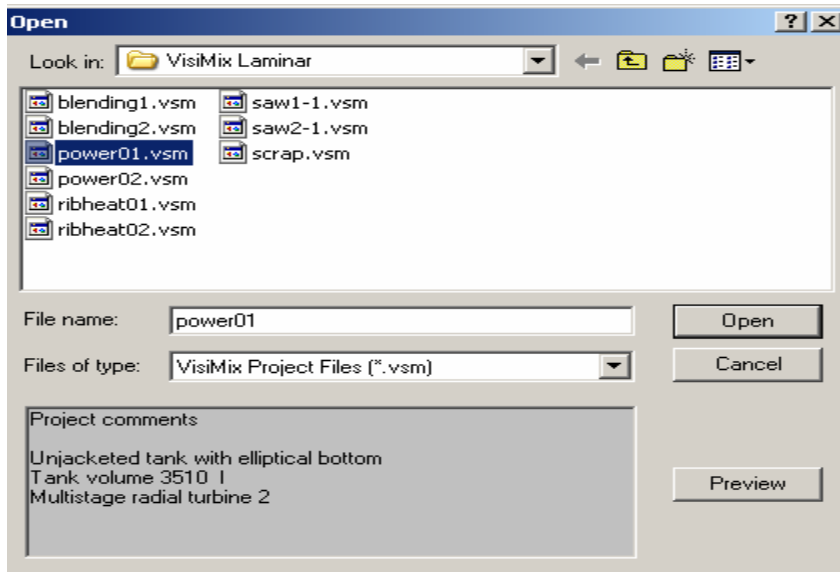 Open
Look in: VisiMix Laminar
blending1.vsm saw1-1.vsm
blending2.vsm saw2-1.vsm
power01.vsm scrap.vsm
power02.vsm
ribheat01.vsm
ribheat02.vsm
File name: power01 Open
Files of type: VisiMix Project Files (*.vsm) Cancel
Project comments
Unjacketed tank with elliptical bottom
Tank volume 3510 l
Multistage radial turbine 2
Preview